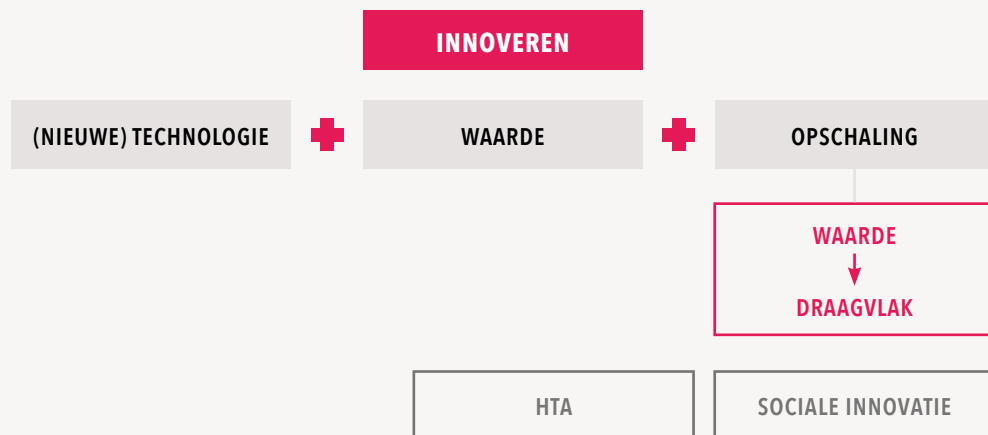 INNOVEREN
(NIEUWE) TECHNOLOGIE
WAARDE
OPSCHALING
WAARDE
DRAAGVLAK
HTA
SOCIALE INNOVATIE